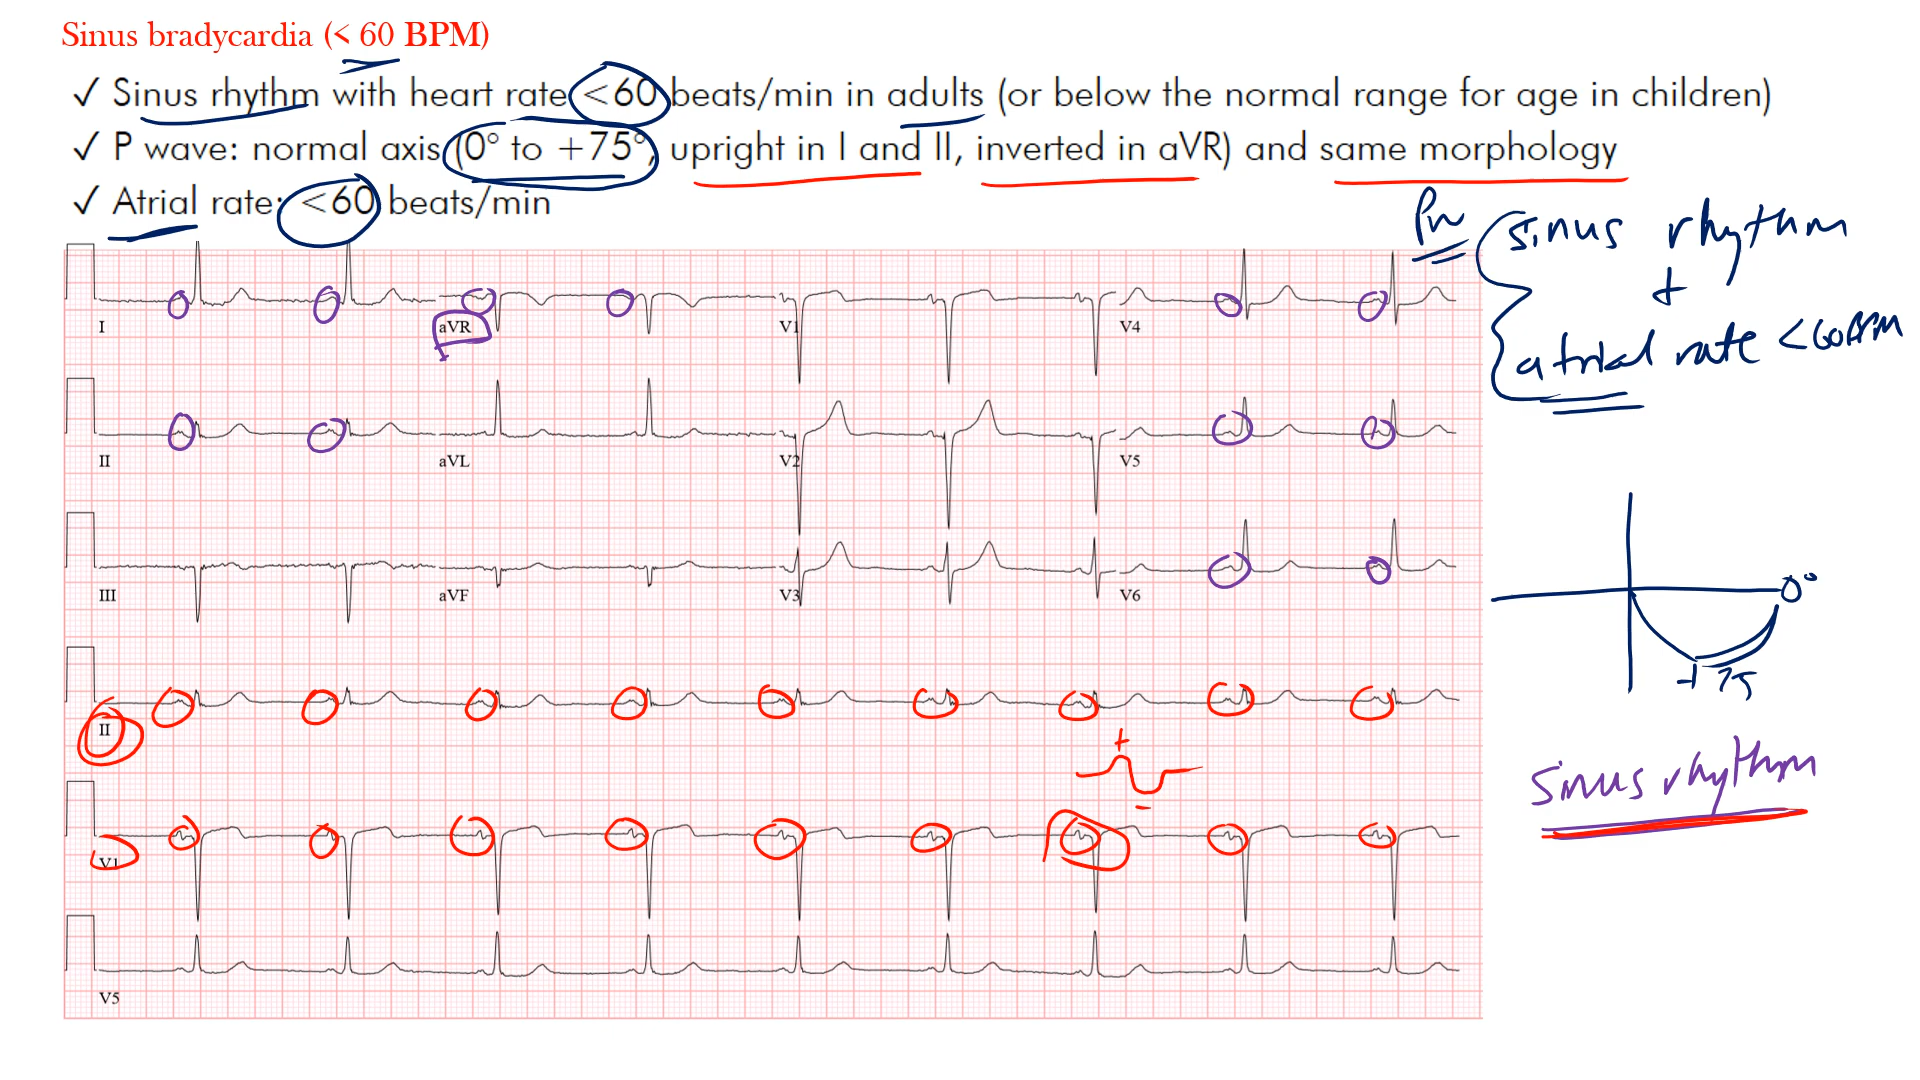 Sinus bradycardia (< 60 BPM)
✓ Sinus rhythm with heart rate <60 beats/min in adults (or below the normal range for age in children)
✓ P wave: normal axis (0° to +75°, upright in I and II, inverted in aVR) and same morphology
✓ Atrial rate: <60 beats/min
sinus rhythm
+
atrial rate <60BPM
I aVR V1 V4
II aVL V2 V5
III aVF V3 V6
0°
+75
II
+
-
sinus rhythm
V1
V5